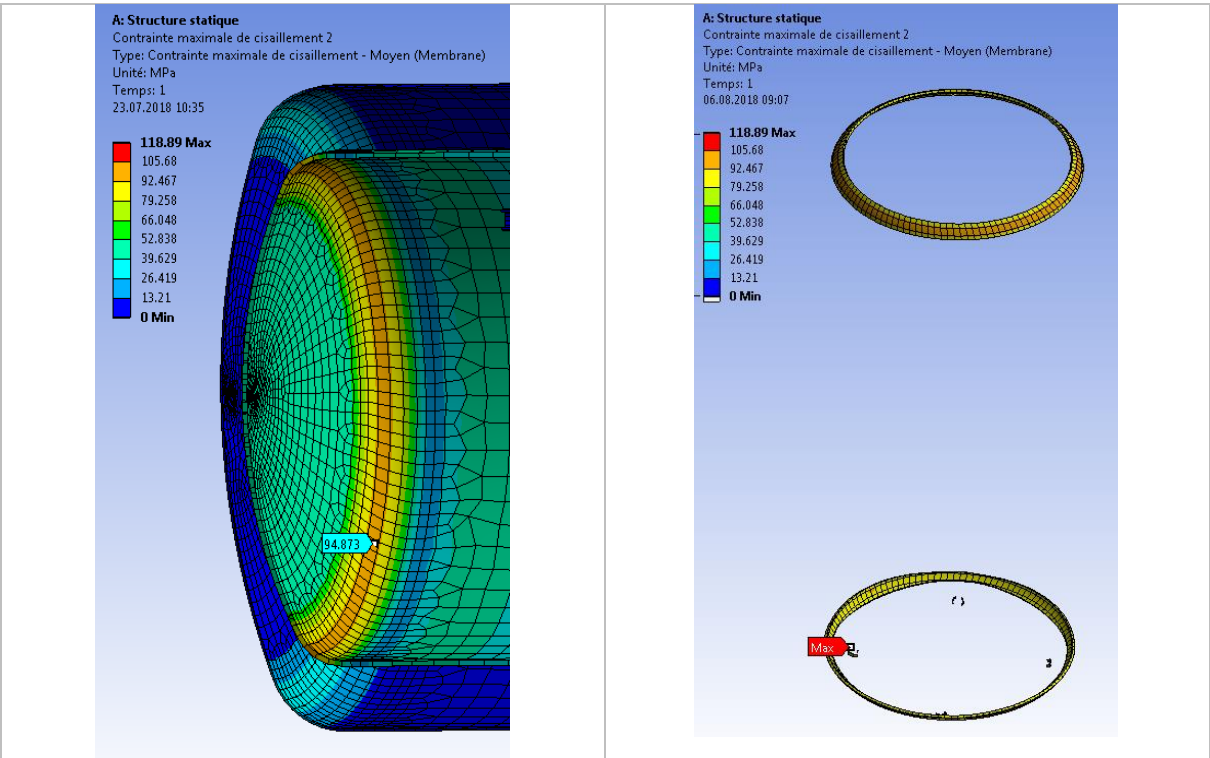 A: Structure statique
Contrainte maximale de cisaillement 2
Type: Contrainte maximale de cisaillement - Moyen (Membrane)
Unité: MPa
Temps: 1
23.07.2018 10:35
118.89 Max
105.68
92.467
79.258
66.048
52.838
39.629
26.419
13.21
0 Min
94.873
A: Structure statique
Contrainte maximale de cisaillement 2
Type: Contrainte maximale de cisaillement - Moyen (Membrane)
Unité: MPa
Temps: 1
06.08.2018 09:07
118.89 Max
105.68
92.467
79.258
66.048
52.838
39.629
26.419
13.21
0 Min
Max